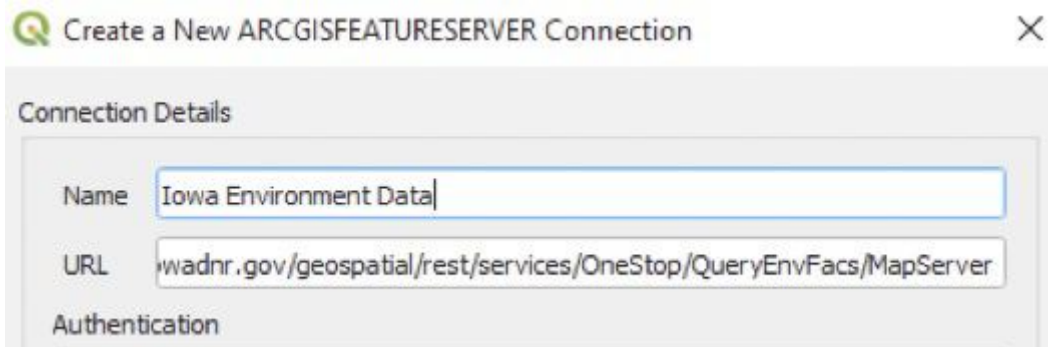 Create a New ARCGISFEATURESERVER Connection
Connection Details
Name Iowa Environment Data
URL owadnr.gov/geospatial/rest/services/OneStop/QueryEnvFacs/MapServer
Authentication